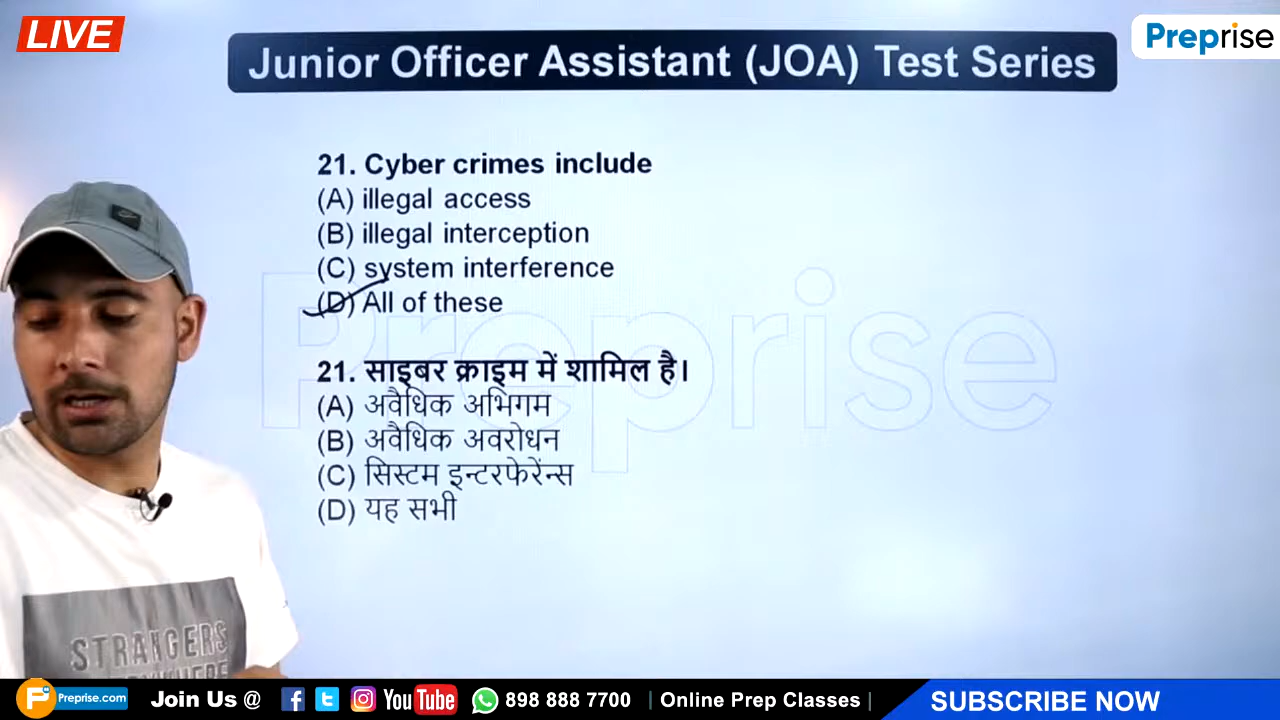 LIVE
Preprise
Junior Officer Assistant (JOA) Test Series
21. Cyber crimes include
(A) illegal access
(B) illegal interception
(C) system interference
(D) All of these
21. साइबर क्राइम में शामिल है।
(A) अवैधिक अभिगम
(B) अवैधिक अवरोधन
(C) सिस्टम इन्टरफेरेंन्स
(D) यह सभी
Preprise
STRANGERS
Preprise.com Join Us @ YouTube 898 888 7700 | Online Prep Classes | SUBSCRIBE NOW